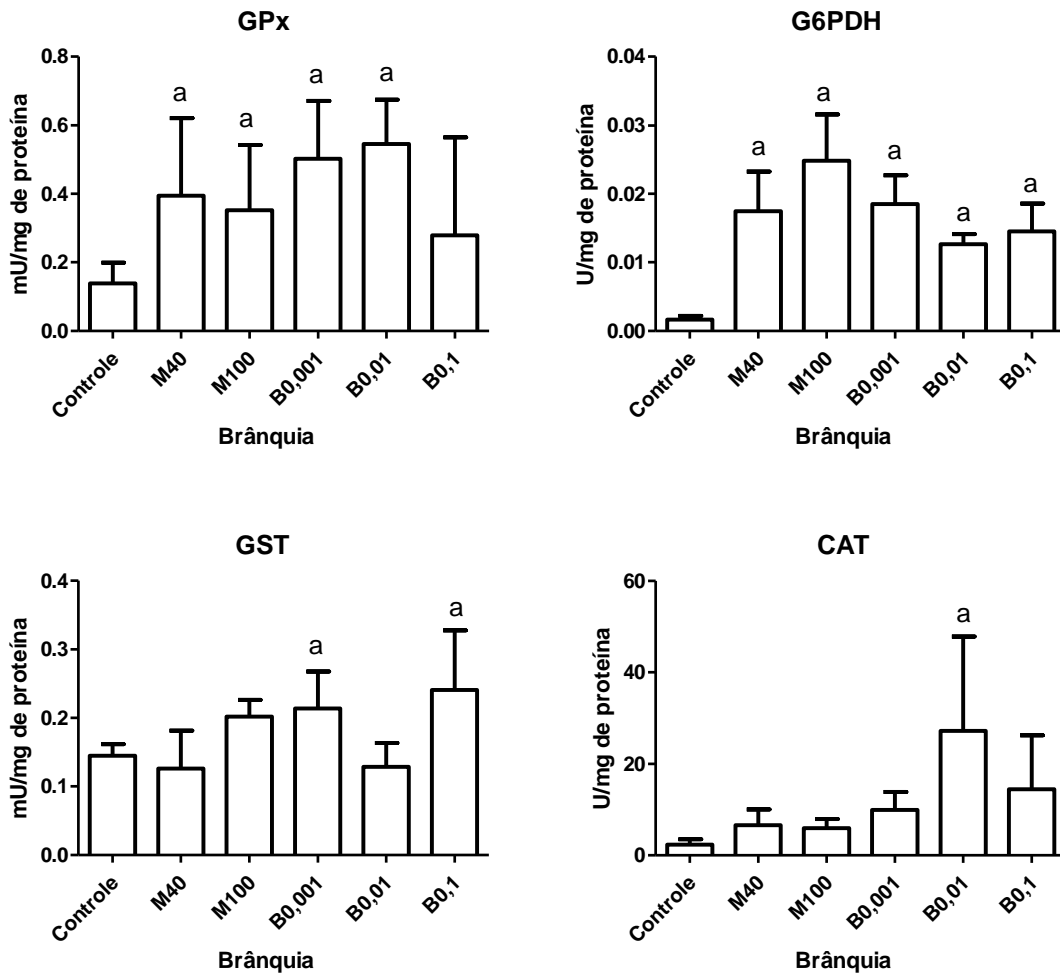 GPx
mU/mg de proteína
0.8
0.6
0.4
0.2
0.0
a
a
a
a
Controle
M40
M100
B0,001
B0,01
B0,1
Brânquia
G6PDH
U/mg de proteína
0.04
0.03
0.02
0.01
0.00
a
a
a
a
a
Controle
M40
M100
B0,001
B0,01
B0,1
Brânquia
GST
mU/mg de proteína
0.4
0.3
0.2
0.1
0.0
a
a
Controle
M40
M100
B0,001
B0,01
B0,1
Brânquia
CAT
U/mg de proteína
60
40
20
0
a
Controle
M40
M100
B0,001
B0,01
B0,1
Brânquia